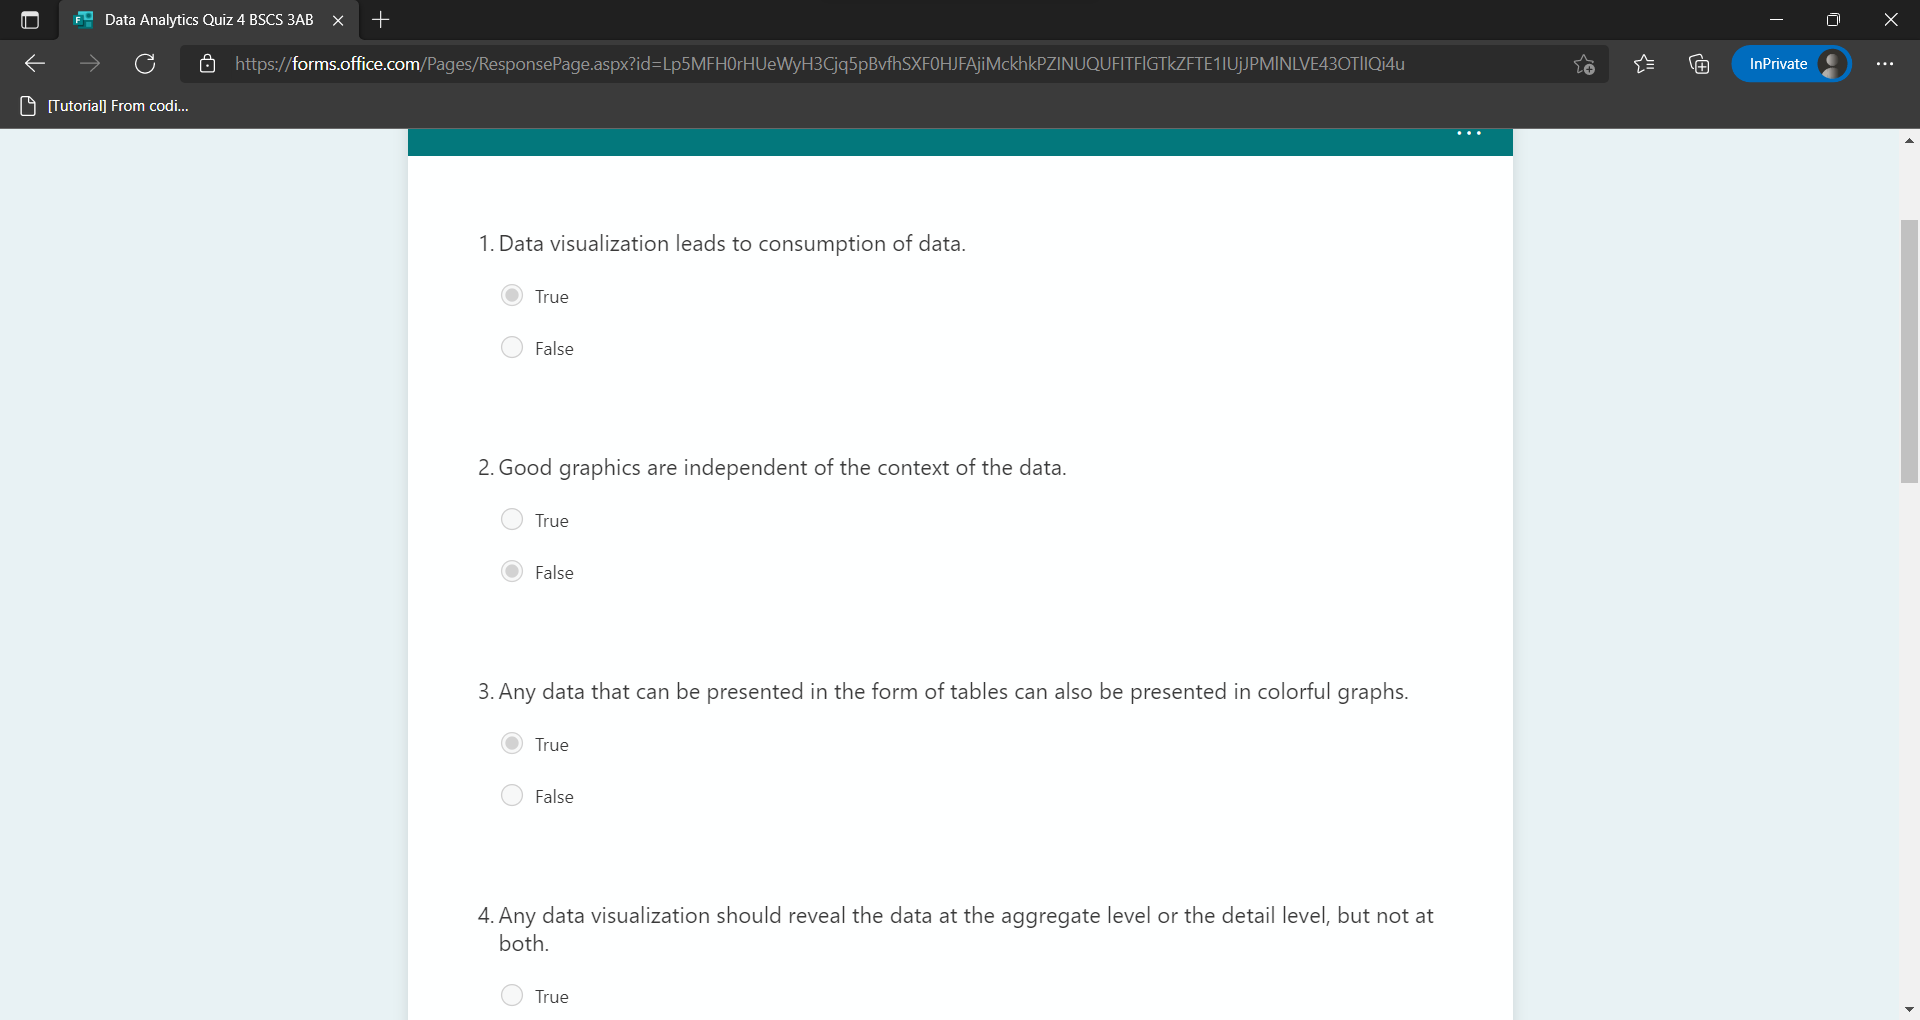 Data Analytics Quiz 4 BSCS 3AB
https://forms.office.com/Pages/ResponsePage.aspx?id=Lp5MFH0rHUeWyH3Cjq5pBvfhSXF0HJFAjiMckhkPZINUQUFITFlGTkZFTE1IUjJPMlNLVE43OTlIQi4u
InPrivate
[Tutorial] From codi...
1. Data visualization leads to consumption of data.
True
False
2. Good graphics are independent of the context of the data.
True
False
3. Any data that can be presented in the form of tables can also be presented in colorful graphs.
True
False
4. Any data visualization should reveal the data at the aggregate level or the detail level, but not at
both.
True